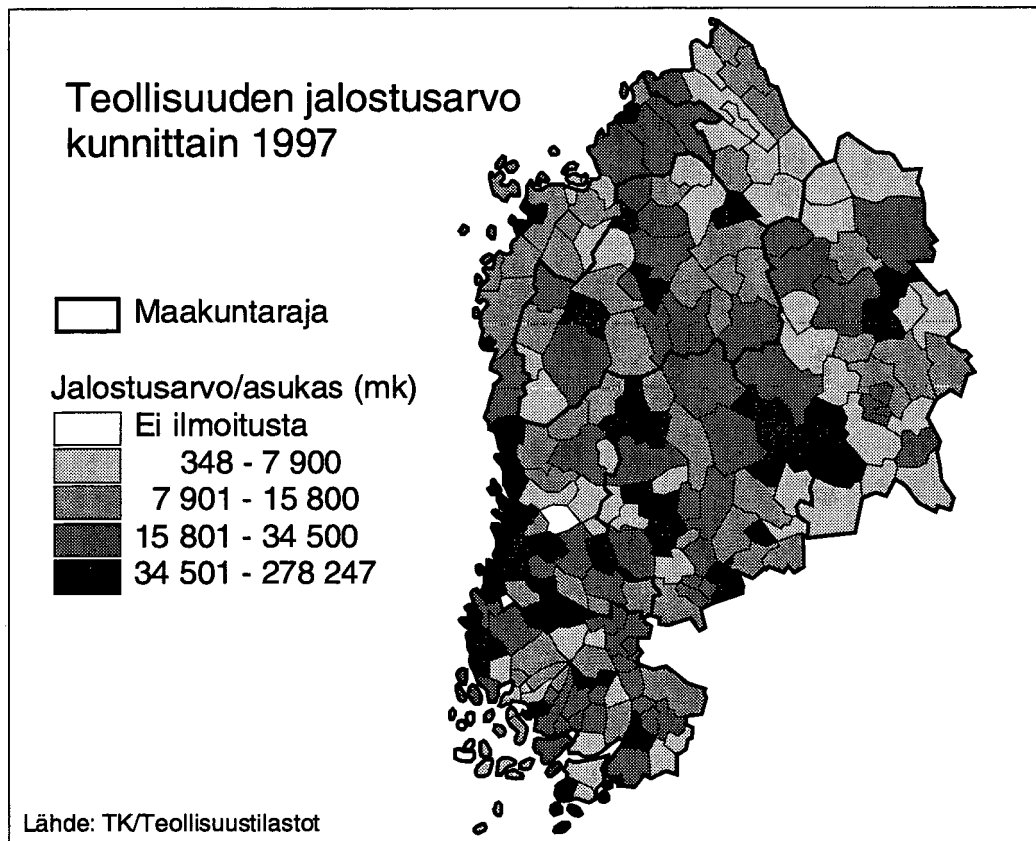 Teollisuuden jalostusarvo
kunnittain 1997
Maakuntaraja
Jalostusarvo/asukas (mk)
Ei ilmoitusta
348 - 7 900
7 901 - 15 800
15 801 - 34 500
34 501 - 278 247
Lähde: TK/Teollisuustilastot